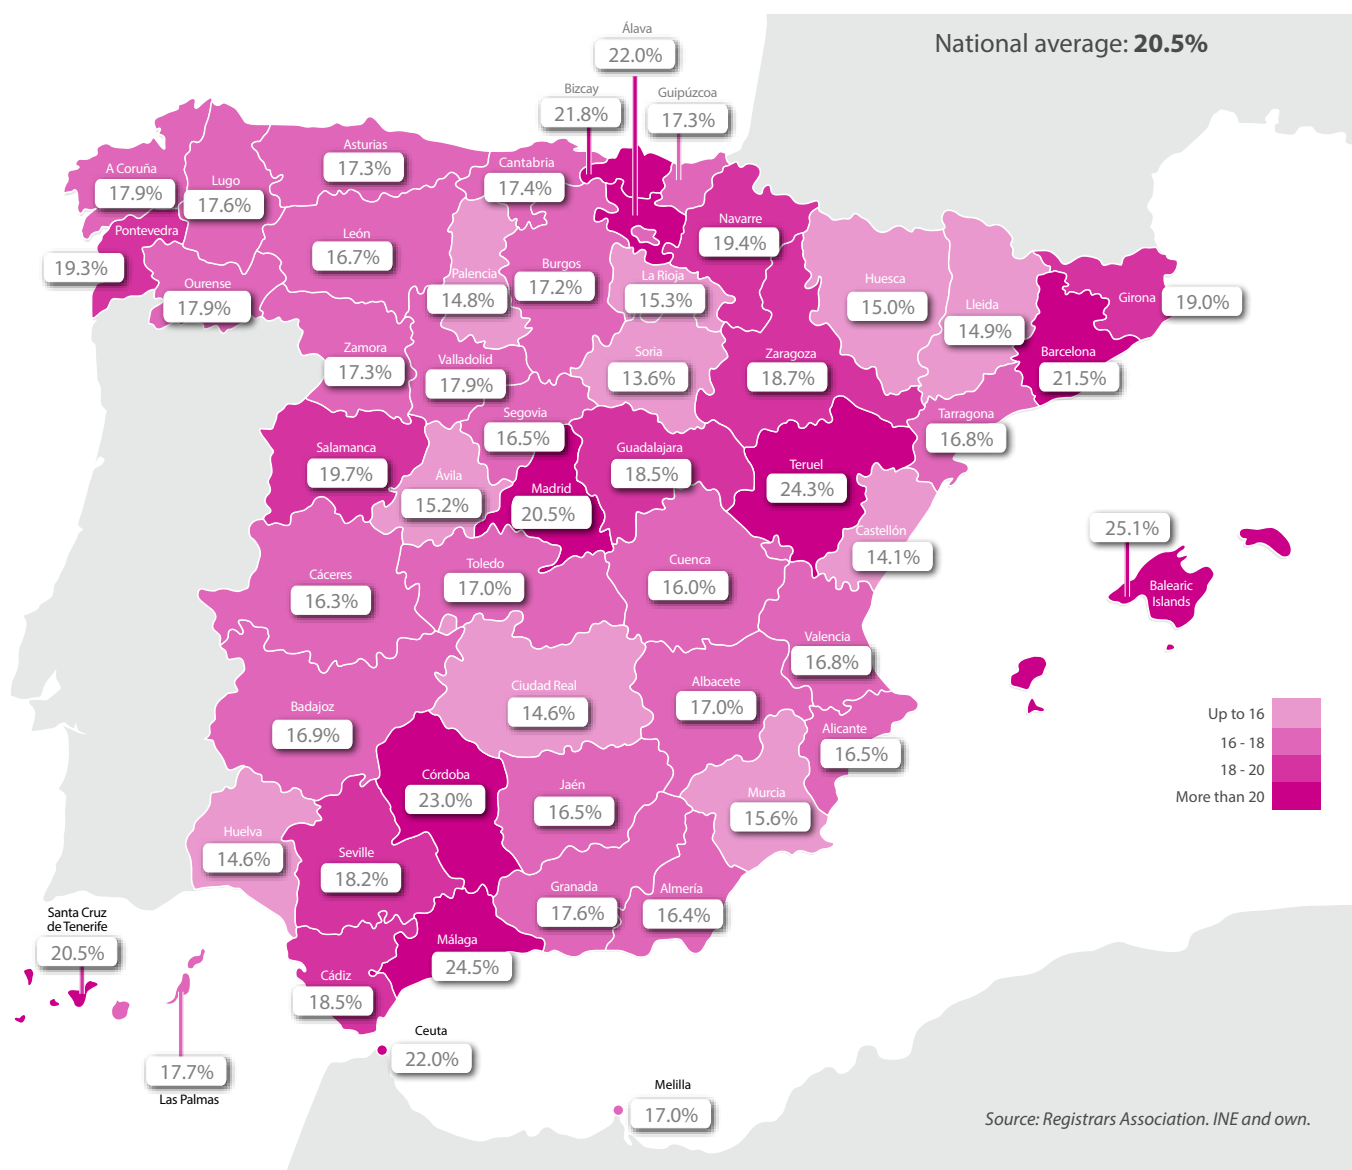 National average: 20.5%
Álava
22.0%
Bizcay
21.8%
Guipúzcoa
17.3%
Asturias
17.3%
Cantabria
17.4%
A Coruña
17.9%
Lugo
17.6%
Pontevedra
19.3%
Ourense
17.9%
León
16.7%
Palencia
14.8%
Burgos
17.2%
La Rioja
15.3%
Navarre
19.4%
Huesca
15.0%
Lleida
14.9%
Girona
19.0%
Barcelona
21.5%
Zamora
17.3%
Valladolid
17.9%
Soria
13.6%
Zaragoza
18.7%
Tarragona
16.8%
Segovia
16.5%
Salamanca
19.7%
Ávila
15.2%
Madrid
20.5%
Guadalajara
18.5%
Teruel
24.3%
Castellón
14.1%
25.1%
Balearic
Islands
Cáceres
16.3%
Toledo
17.0%
Cuenca
16.0%
Valencia
16.8%
Badajoz
16.9%
Ciudad Real
14.6%
Albacete
17.0%
Alicante
16.5%
Up to 16
16 - 18
18 - 20
More than 20
Córdoba
23.0%
Jaén
16.5%
Murcia
15.6%
Huelva
14.6%
Seville
18.2%
Granada
17.6%
Almería
16.4%
Málaga
24.5%
Cádiz
18.5%
Santa Cruz
de Tenerife
20.5%
17.7%
Las Palmas
Ceuta
22.0%
Melilla
17.0%
Source: Registrars Association. INE and own.